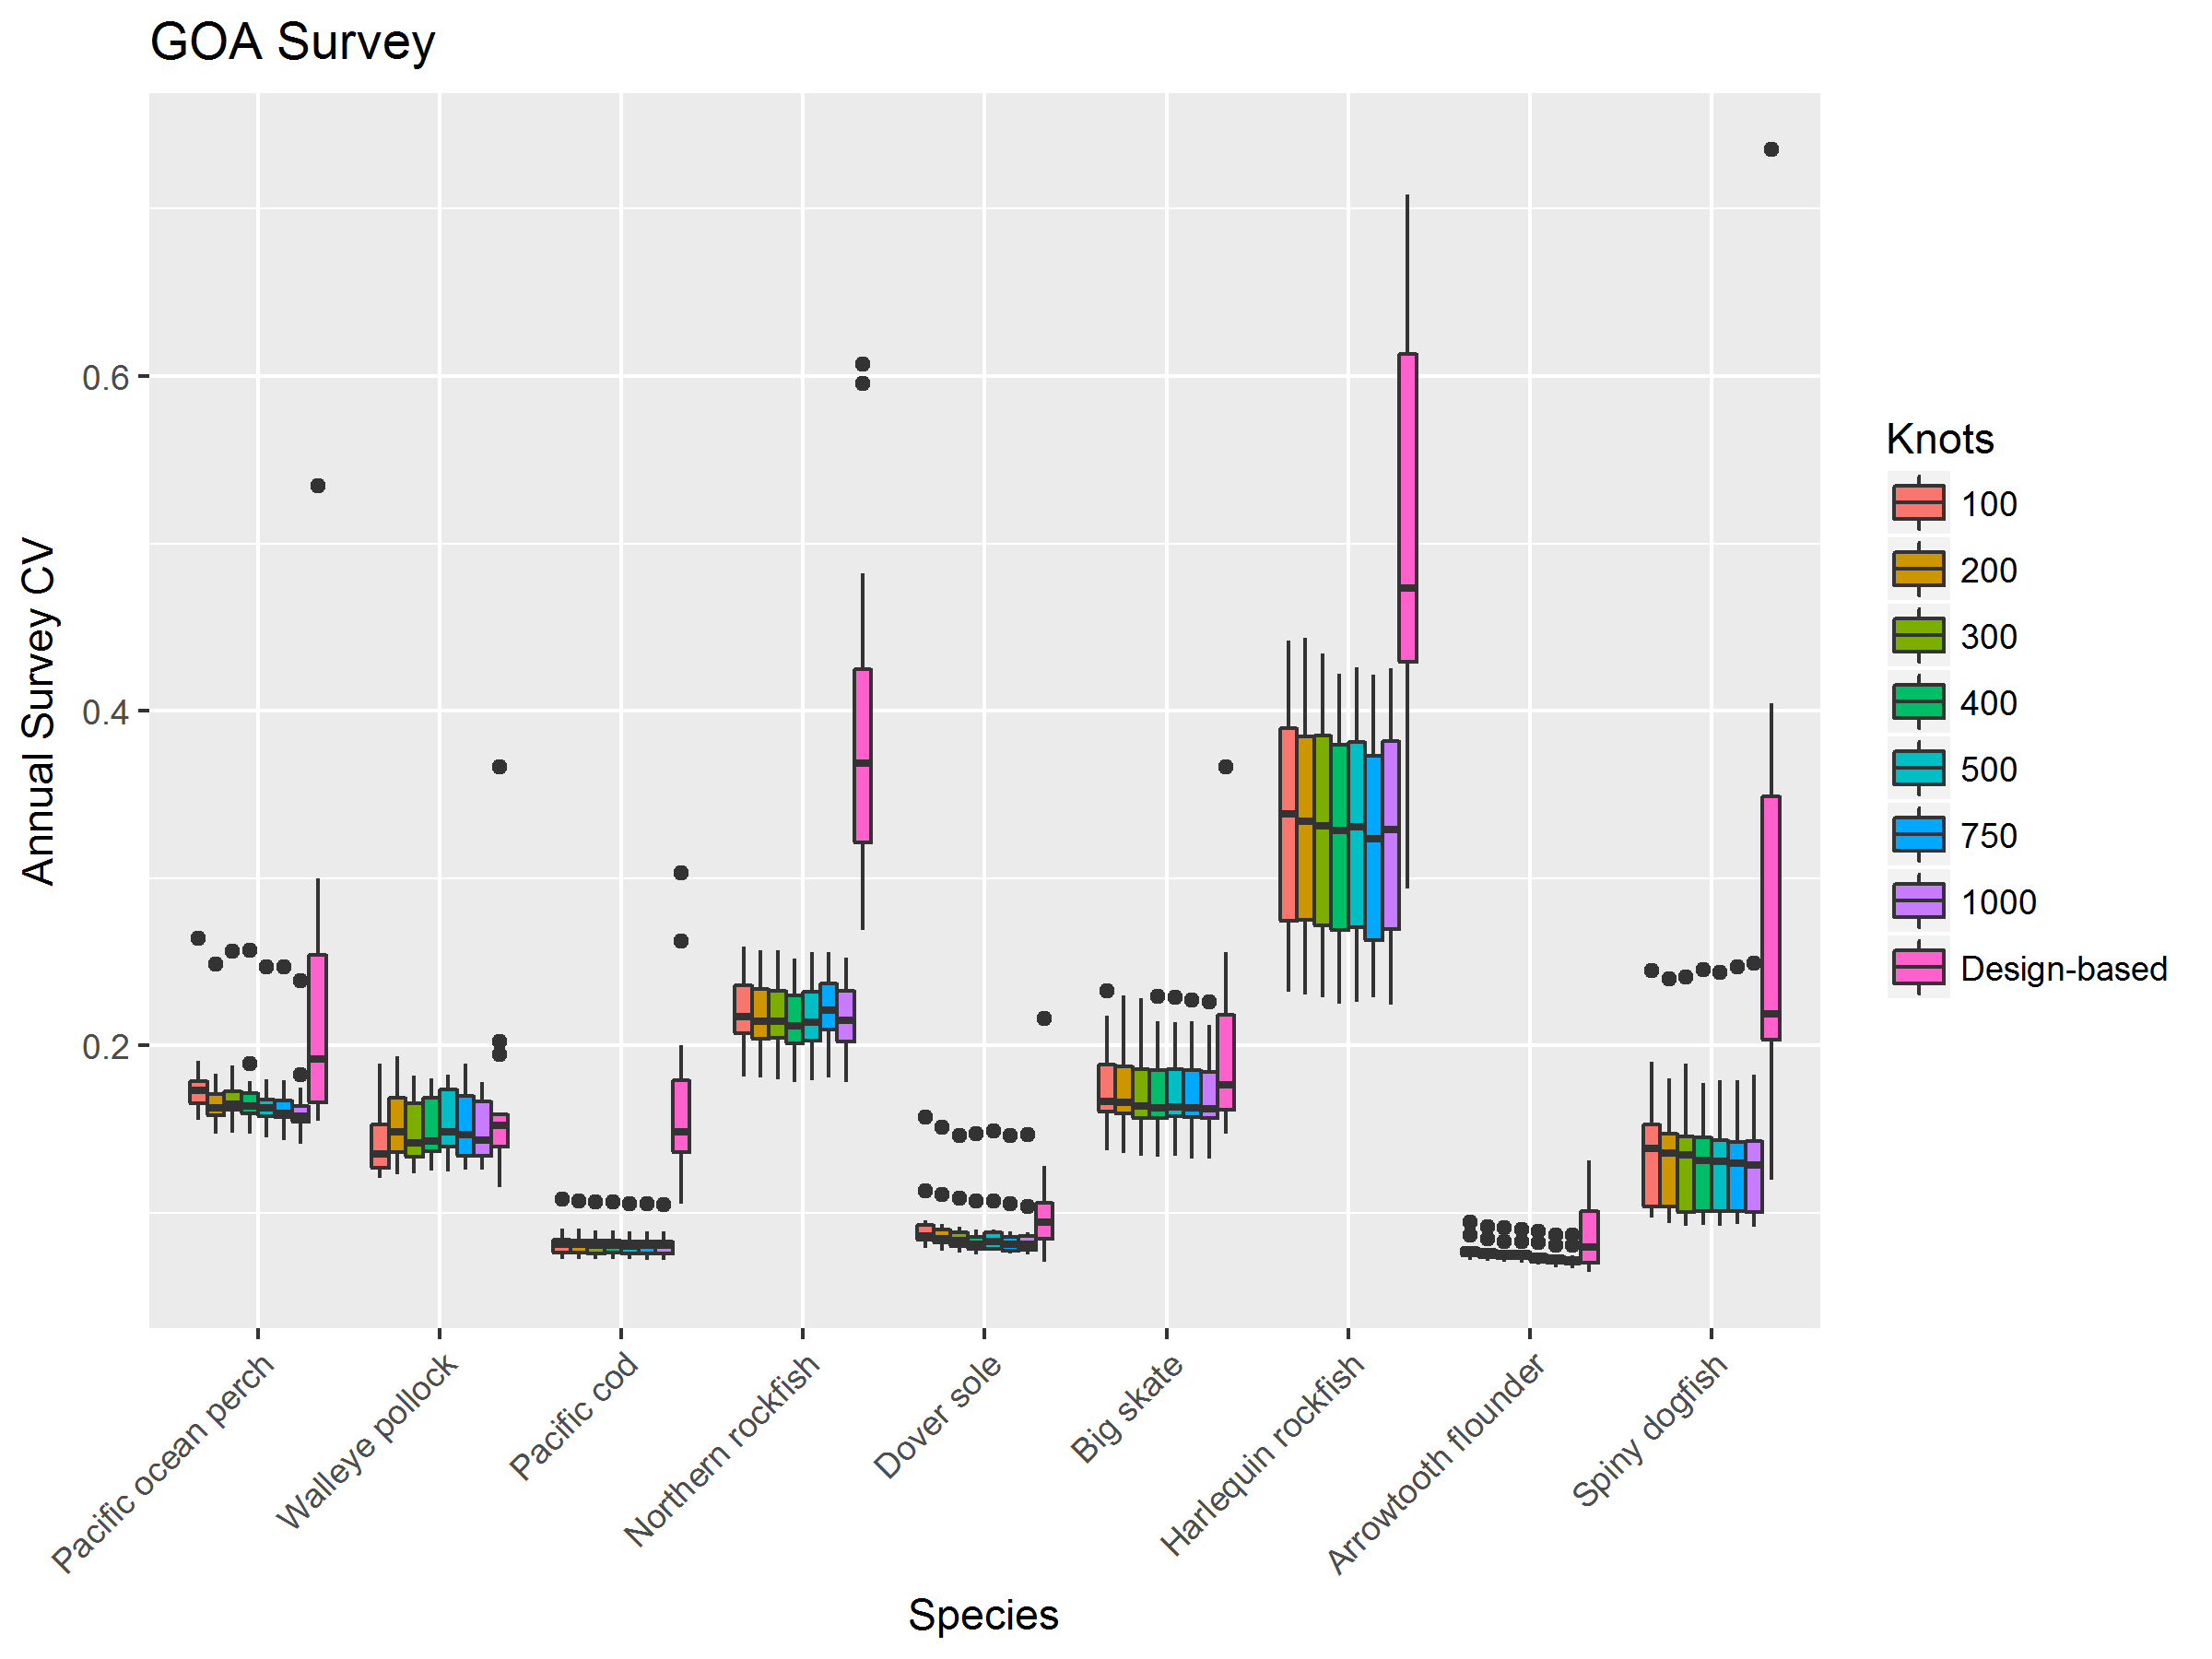 GOA Survey
Annual Survey CV
0.6
0.4
0.2
Pacific ocean perch
Walleye pollock
Pacific cod
Northern rockfish
Dover sole
Big skate
Harlequin rockfish
Arrowtooth flounder
Spiny dogfish
Species
Knots
100
200
300
400
500
750
1000
Design-based